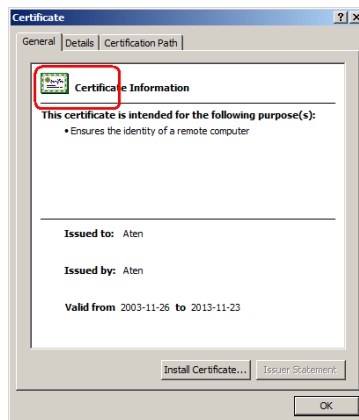 Certificate
General Details Certification Path
Certificate Information
This certificate is intended for the following purpose(s):
• Ensures the identity of a remote computer
Issued to: Aten
Issued by: Aten
Valid from 2003-11-26 to 2013-11-23
Install Certificate... Issuer Statement
OK